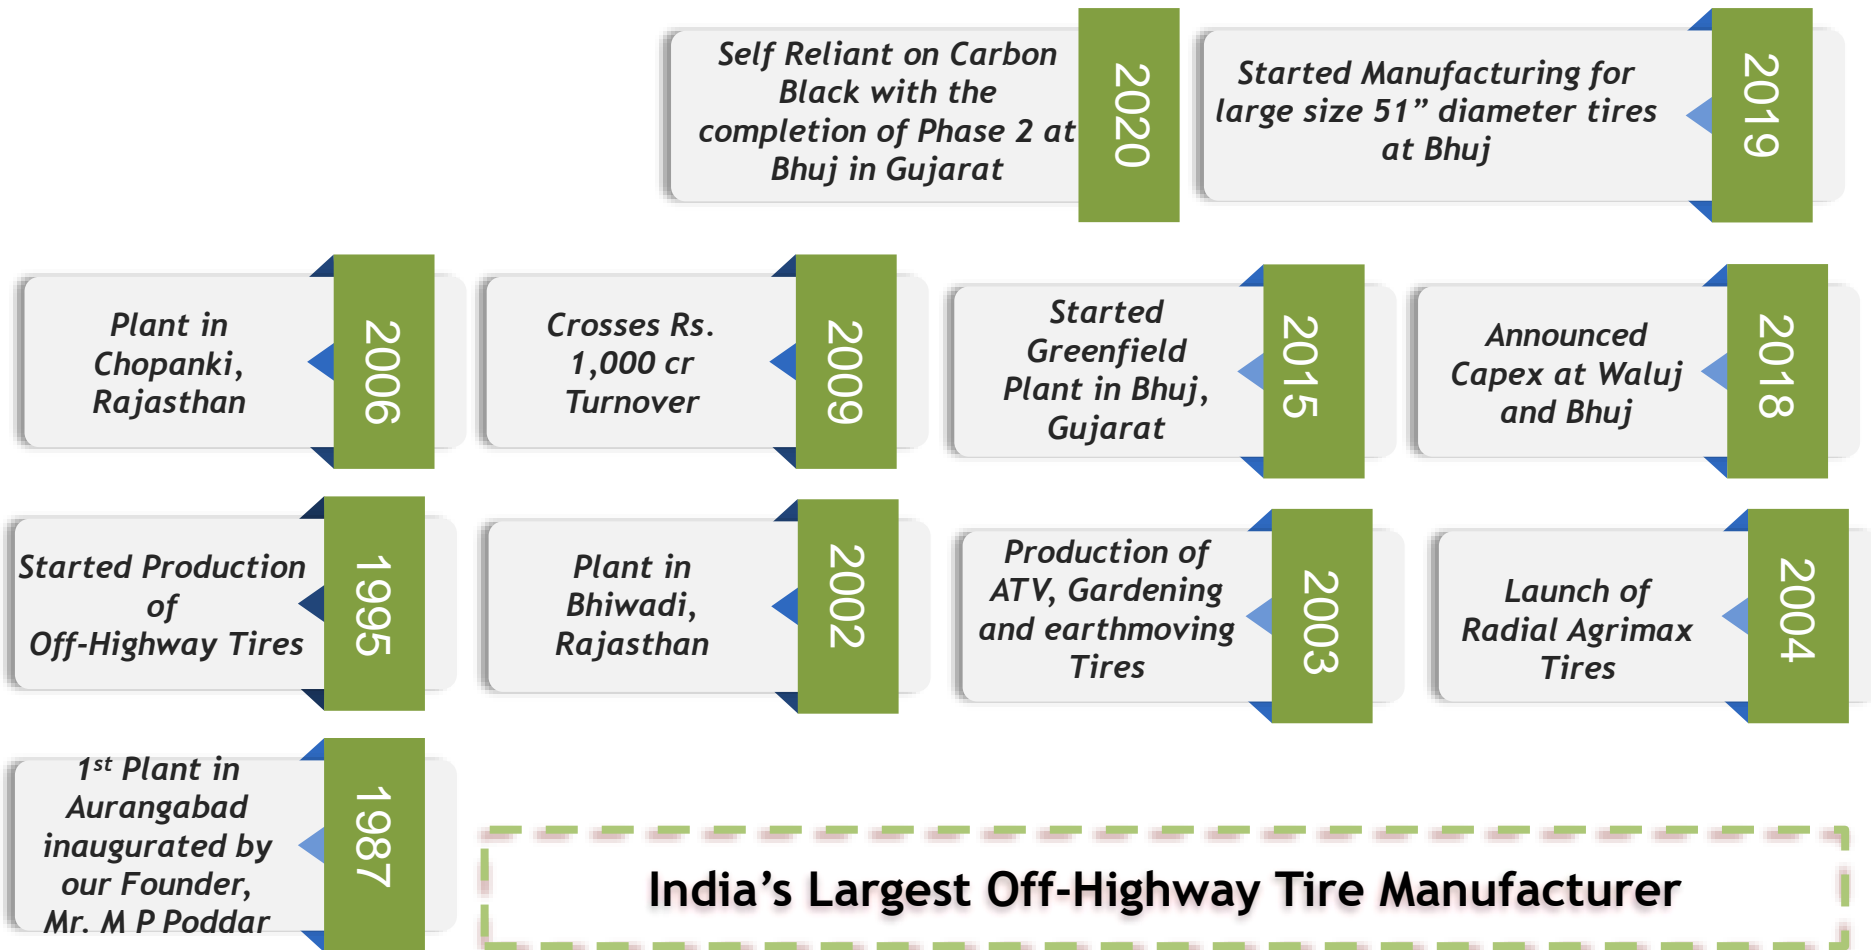 Self Reliant on Carbon
Black with the
completion of Phase 2 at
Bhuj in Gujarat
2020
Started Manufacturing for
large size 51” diameter tires
at Bhuj
2019
Plant in
Chopanki,
Rajasthan
2006
Crosses Rs.
1,000 cr
Turnover
2009
Started
Greenfield
Plant in Bhuj,
Gujarat
2015
Announced
Capex at Waluj
and Bhuj
2018
Started Production
of
Off-Highway Tires
1995
Plant in
Bhiwadi,
Rajasthan
2002
Production of
ATV, Gardening
and earthmoving
Tires
2003
Launch of
Radial Agrimax
Tires
2004
1st Plant in
Aurangabad
inaugurated by
our Founder,
Mr. M P Poddar
1987
India’s Largest Off-Highway Tire Manufacturer